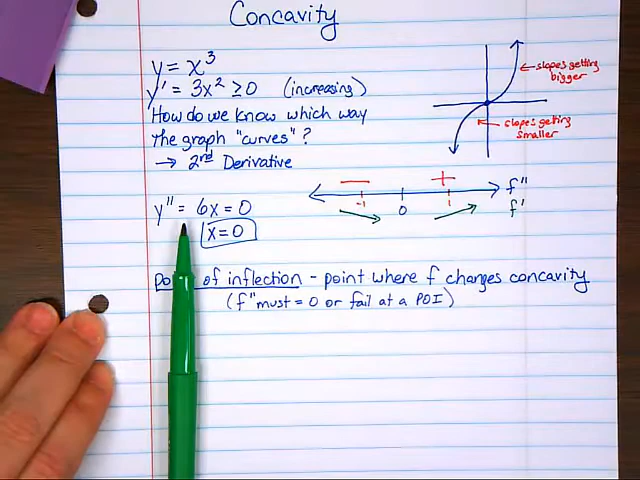 Concavity
y = x³
y' = 3x² ≥ 0 (increasing)
How do we know which way
the graph "curves"?
→ 2nd Derivative
← slopes getting
bigger
← slopes getting
smaller
y'' = 6x = 0
x = 0
— + f''
-1 0 1 f'
of inflection - point where f changes concavity
(f'' must = 0 or fail at a POI)